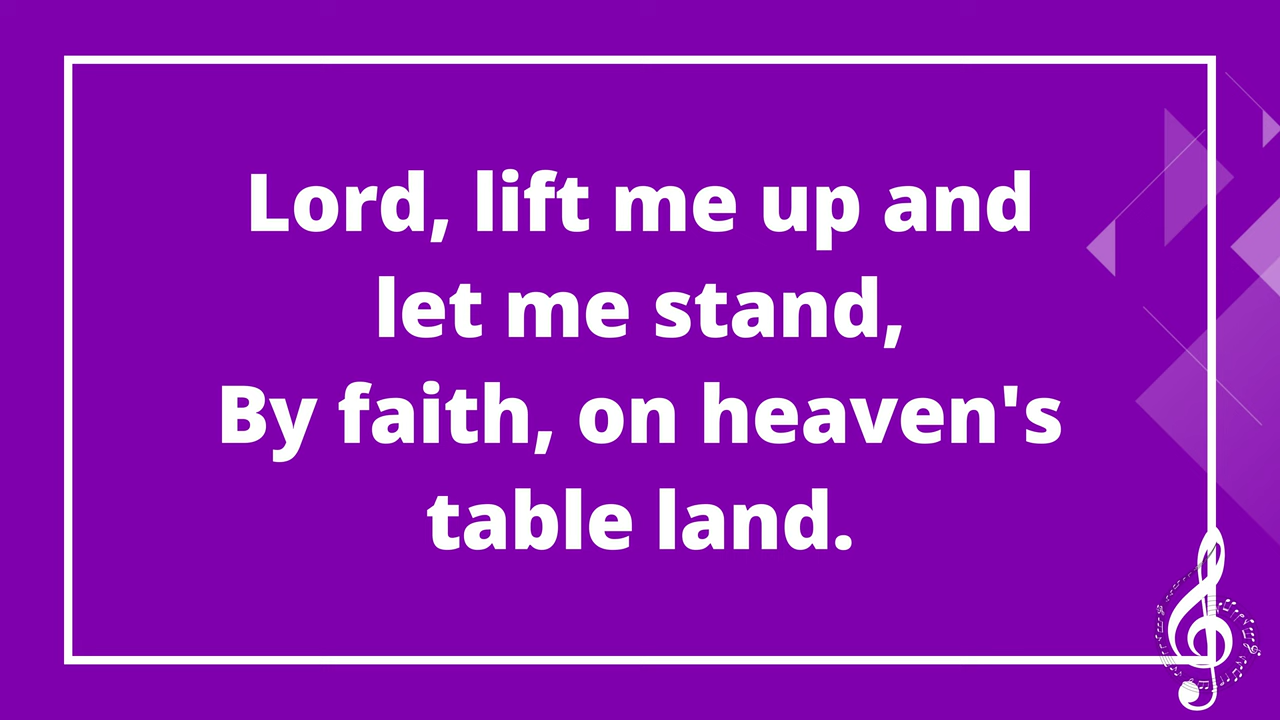 Lord, lift me up and
let me stand,
By faith, on heaven's
table land.